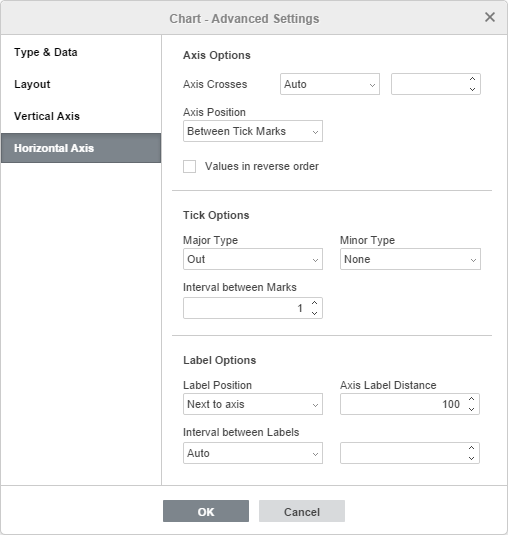 Chart - Advanced Settings
Type & Data
Layout
Vertical Axis
Horizontal Axis
Axis Options
Axis Crosses Auto
Axis Position
Between Tick Marks
Values in reverse order
Tick Options
Major Type Minor Type
Out None
Interval between Marks
1
Label Options
Label Position Axis Label Distance
Next to axis 100
Interval between Labels
Auto
OK Cancel